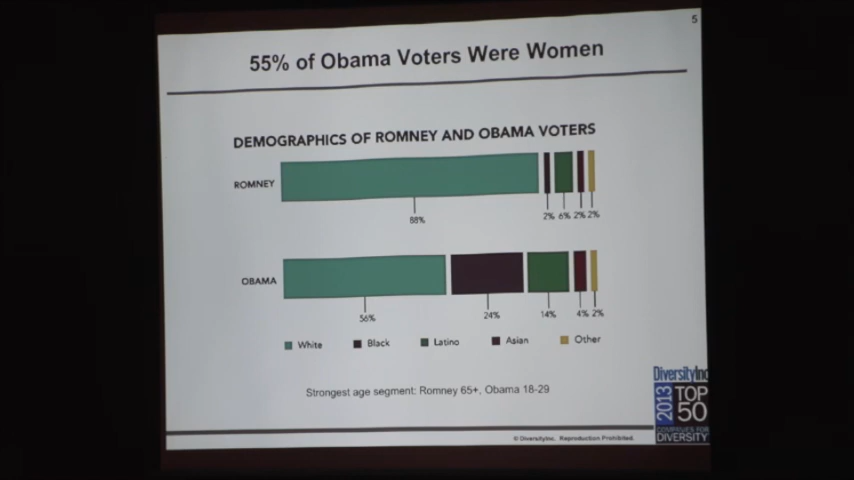 5
55% of Obama Voters Were Women
DEMOGRAPHICS OF ROMNEY AND OBAMA VOTERS
ROMNEY
88%
2% 6% 2% 2%
OBAMA
56%
24%
14%
4% 2%
White
Black
Latino
Asian
Other
Strongest age segment: Romney 65+, Obama 18-29
DiversityInc
2013
TOP
50
COMPANIES FOR
DIVERSITY
© DiversityInc. Reproduction Prohibited.